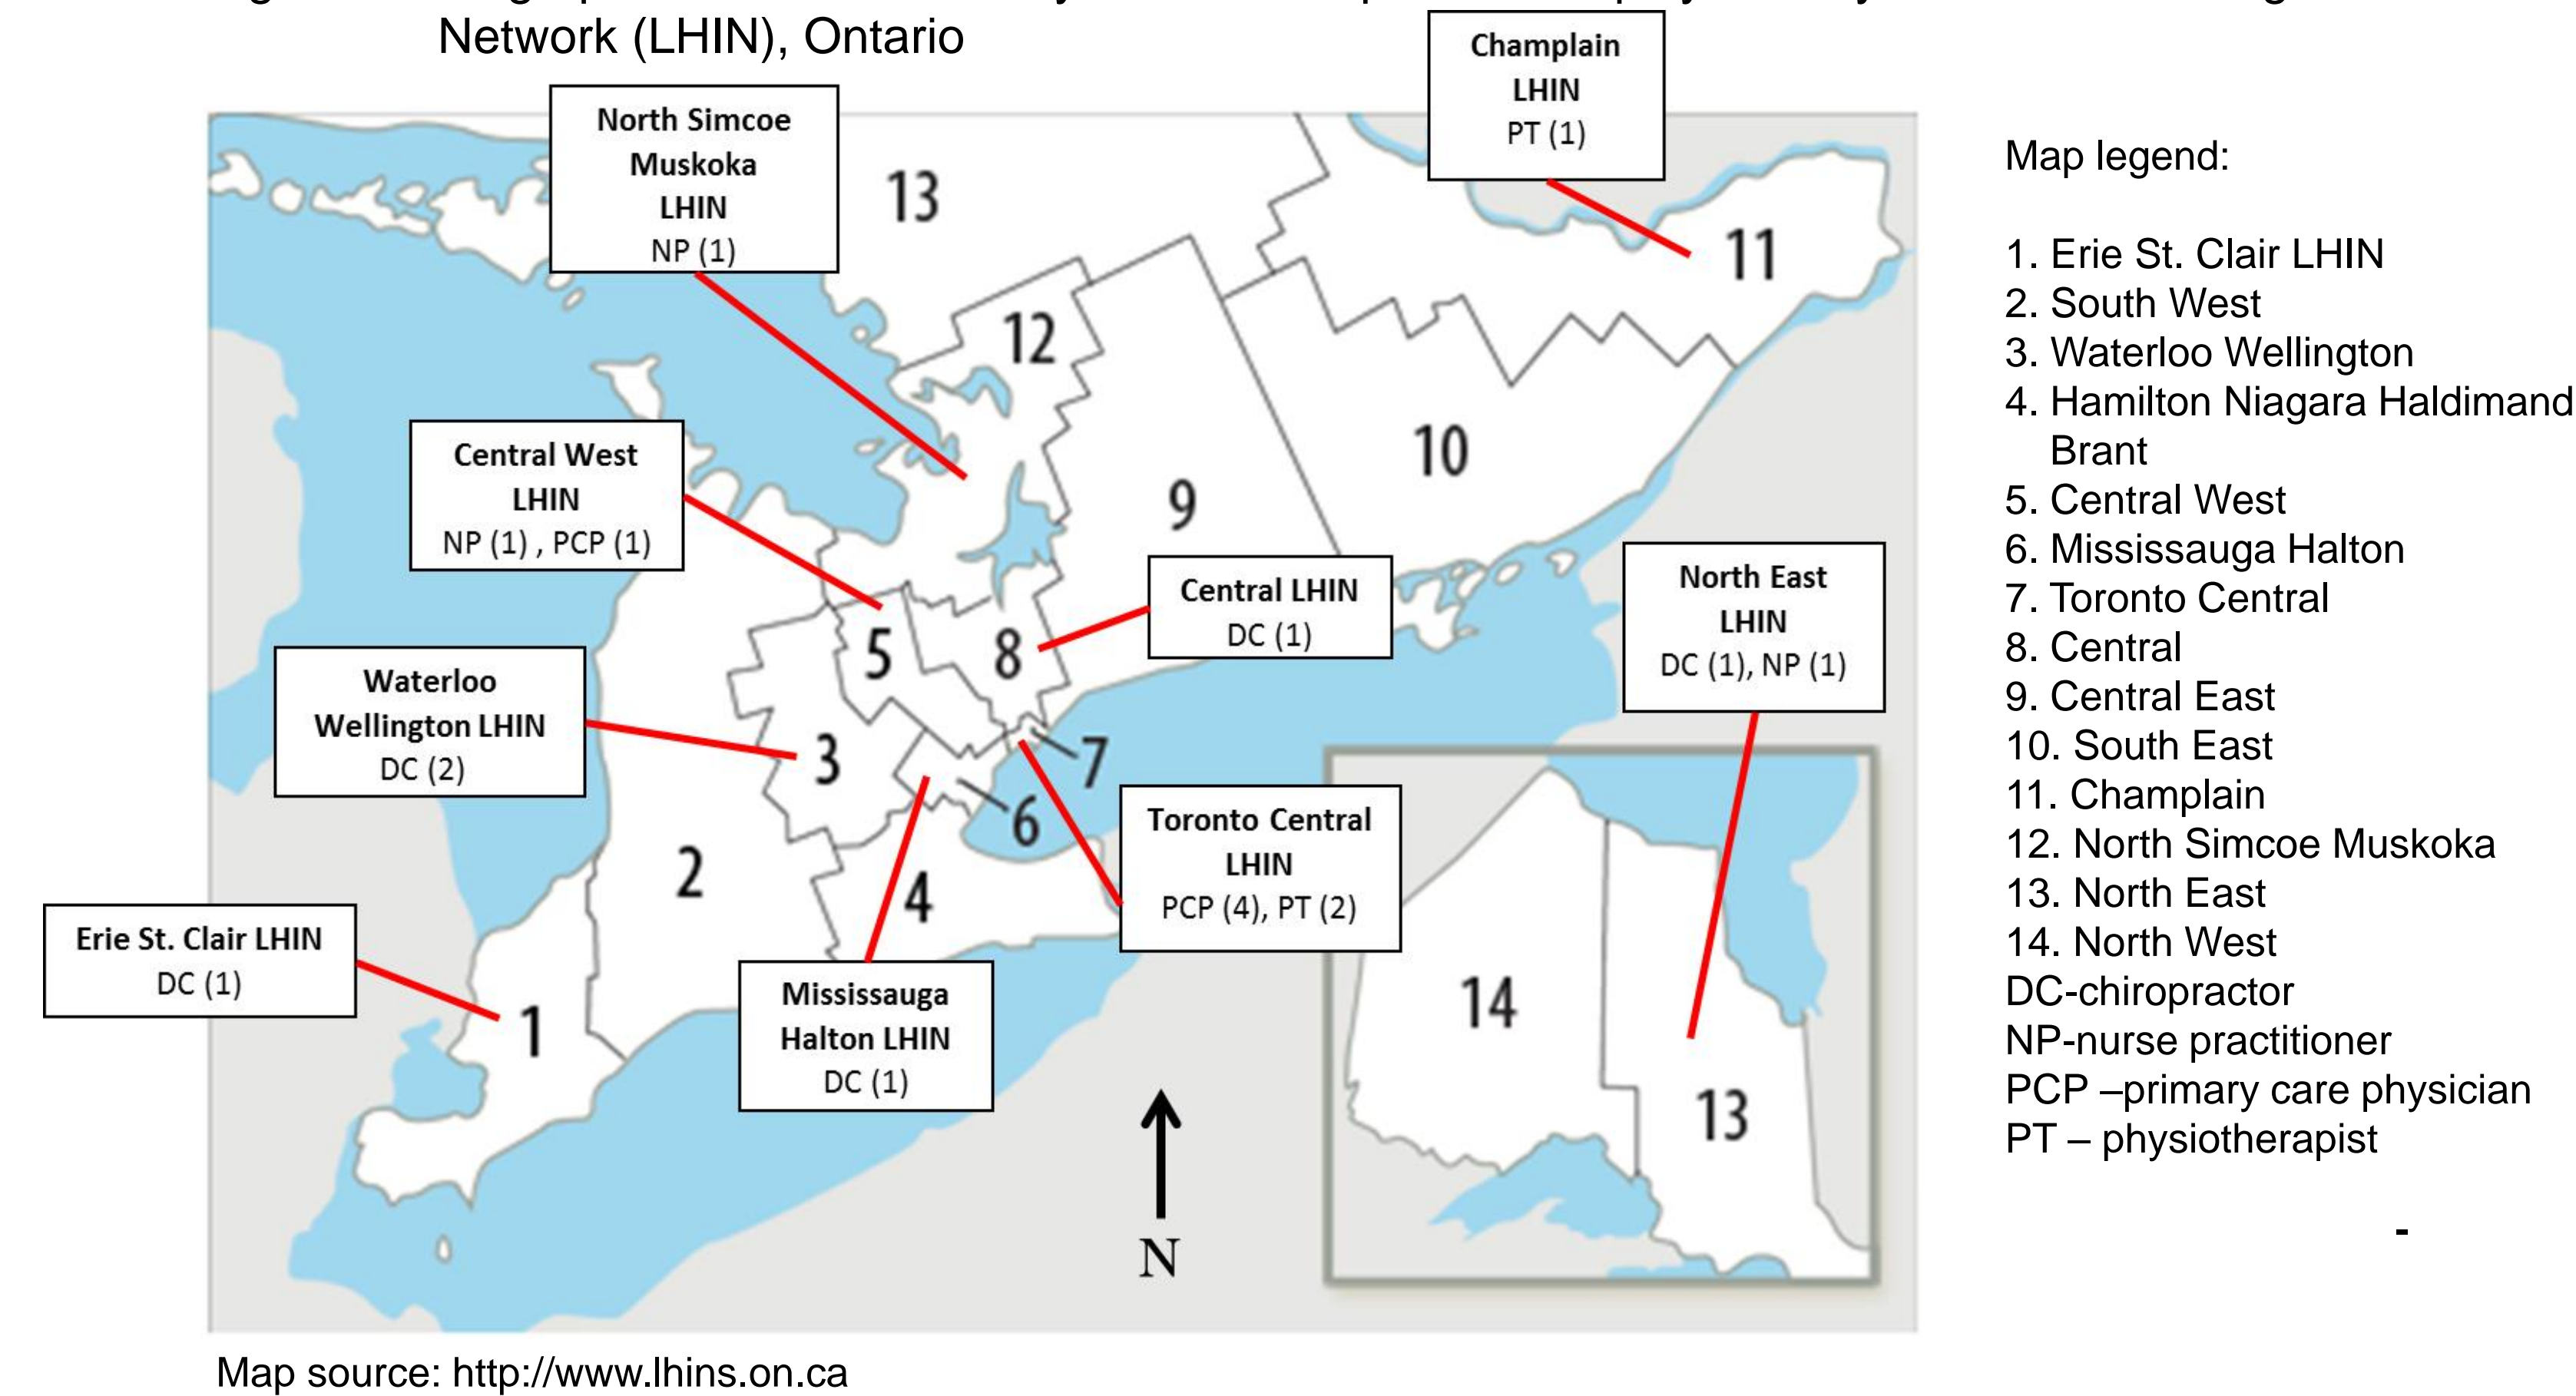 Network (LHIN), Ontario
Champlain
LHIN
PT (1)
North Simcoe
Muskoka
LHIN
NP (1)
13
11
12
Central West
LHIN
NP (1) , PCP (1)
10
9
Central LHIN
DC (1)
North East
LHIN
DC (1), NP (1)
5
8
Waterloo
Wellington LHIN
DC (2)
3
7
6
Toronto Central
LHIN
PCP (4), PT (2)
2
4
Erie St. Clair LHIN
DC (1)
1
Mississauga
Halton LHIN
DC (1)
14
13
N
Map legend:
1. Erie St. Clair LHIN
2. South West
3. Waterloo Wellington
4. Hamilton Niagara Haldimand
Brant
5. Central West
6. Mississauga Halton
7. Toronto Central
8. Central
9. Central East
10. South East
11. Champlain
12. North Simcoe Muskoka
13. North East
14. North West
DC-chiropractor
NP-nurse practitioner
PCP –primary care physician
PT – physiotherapist
-
Map source: http://www.lhins.on.ca